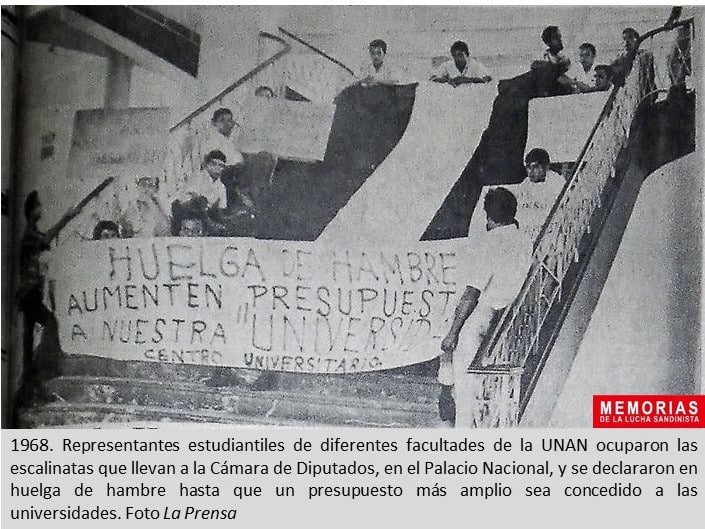 HUELGA DE HAMBRE
AUMENTEN PRESUPUEST
A NUESTRA "UNIVERSID
CENTRO UNIVERSITARIO
MEMORIAS
DE LA LUCHA SANDINISTA
1968. Representantes estudiantiles de diferentes facultades de la UNAN ocuparon las
escalinatas que llevan a la Cámara de Diputados, en el Palacio Nacional, y se declararon en
huelga de hambre hasta que un presupuesto más amplio sea concedido a las
universidades. Foto La Prensa